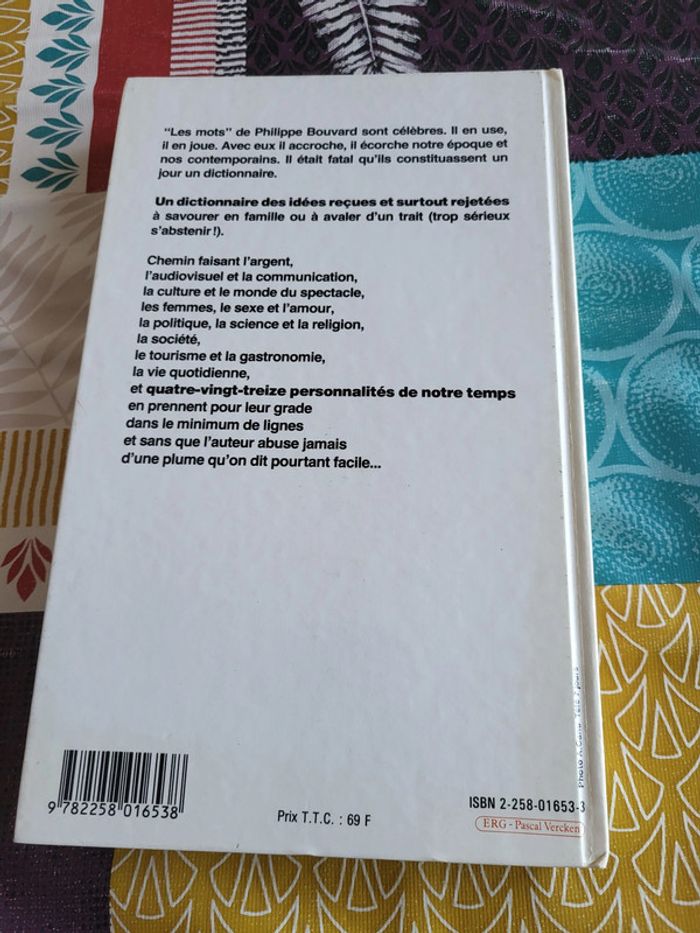 "Les mots" de Philippe Bouvard sont célèbres. Il en use,
il en joue. Avec eux il accroche, il écorche notre époque et
nos contemporains. Il était fatal qu'ils constituassent un
jour un dictionnaire.
Un dictionnaire des idées reçues et surtout rejetées
à savourer en famille ou à avaler d'un trait (trop sérieux
s'abstenir!).
Chemin faisant l'argent,
l'audiovisuel et la communication,
la culture et le monde du spectacle,
les femmes, le sexe et l'amour,
la politique, la science et la religion,
la société,
le tourisme et la gastronomie,
la vie quotidienne,
et quatre-vingt-treize personnalités de notre temps
en prennent pour leur grade
dans le minimum de lignes
et sans que l'auteur abuse jamais
d'une plume qu'on dit pourtant facile...
Photo
7 jours
9 782258 016538
Prix T.T.C. : 69 F
ISBN 2-258-01653-3
ERG - Pascal Vercken